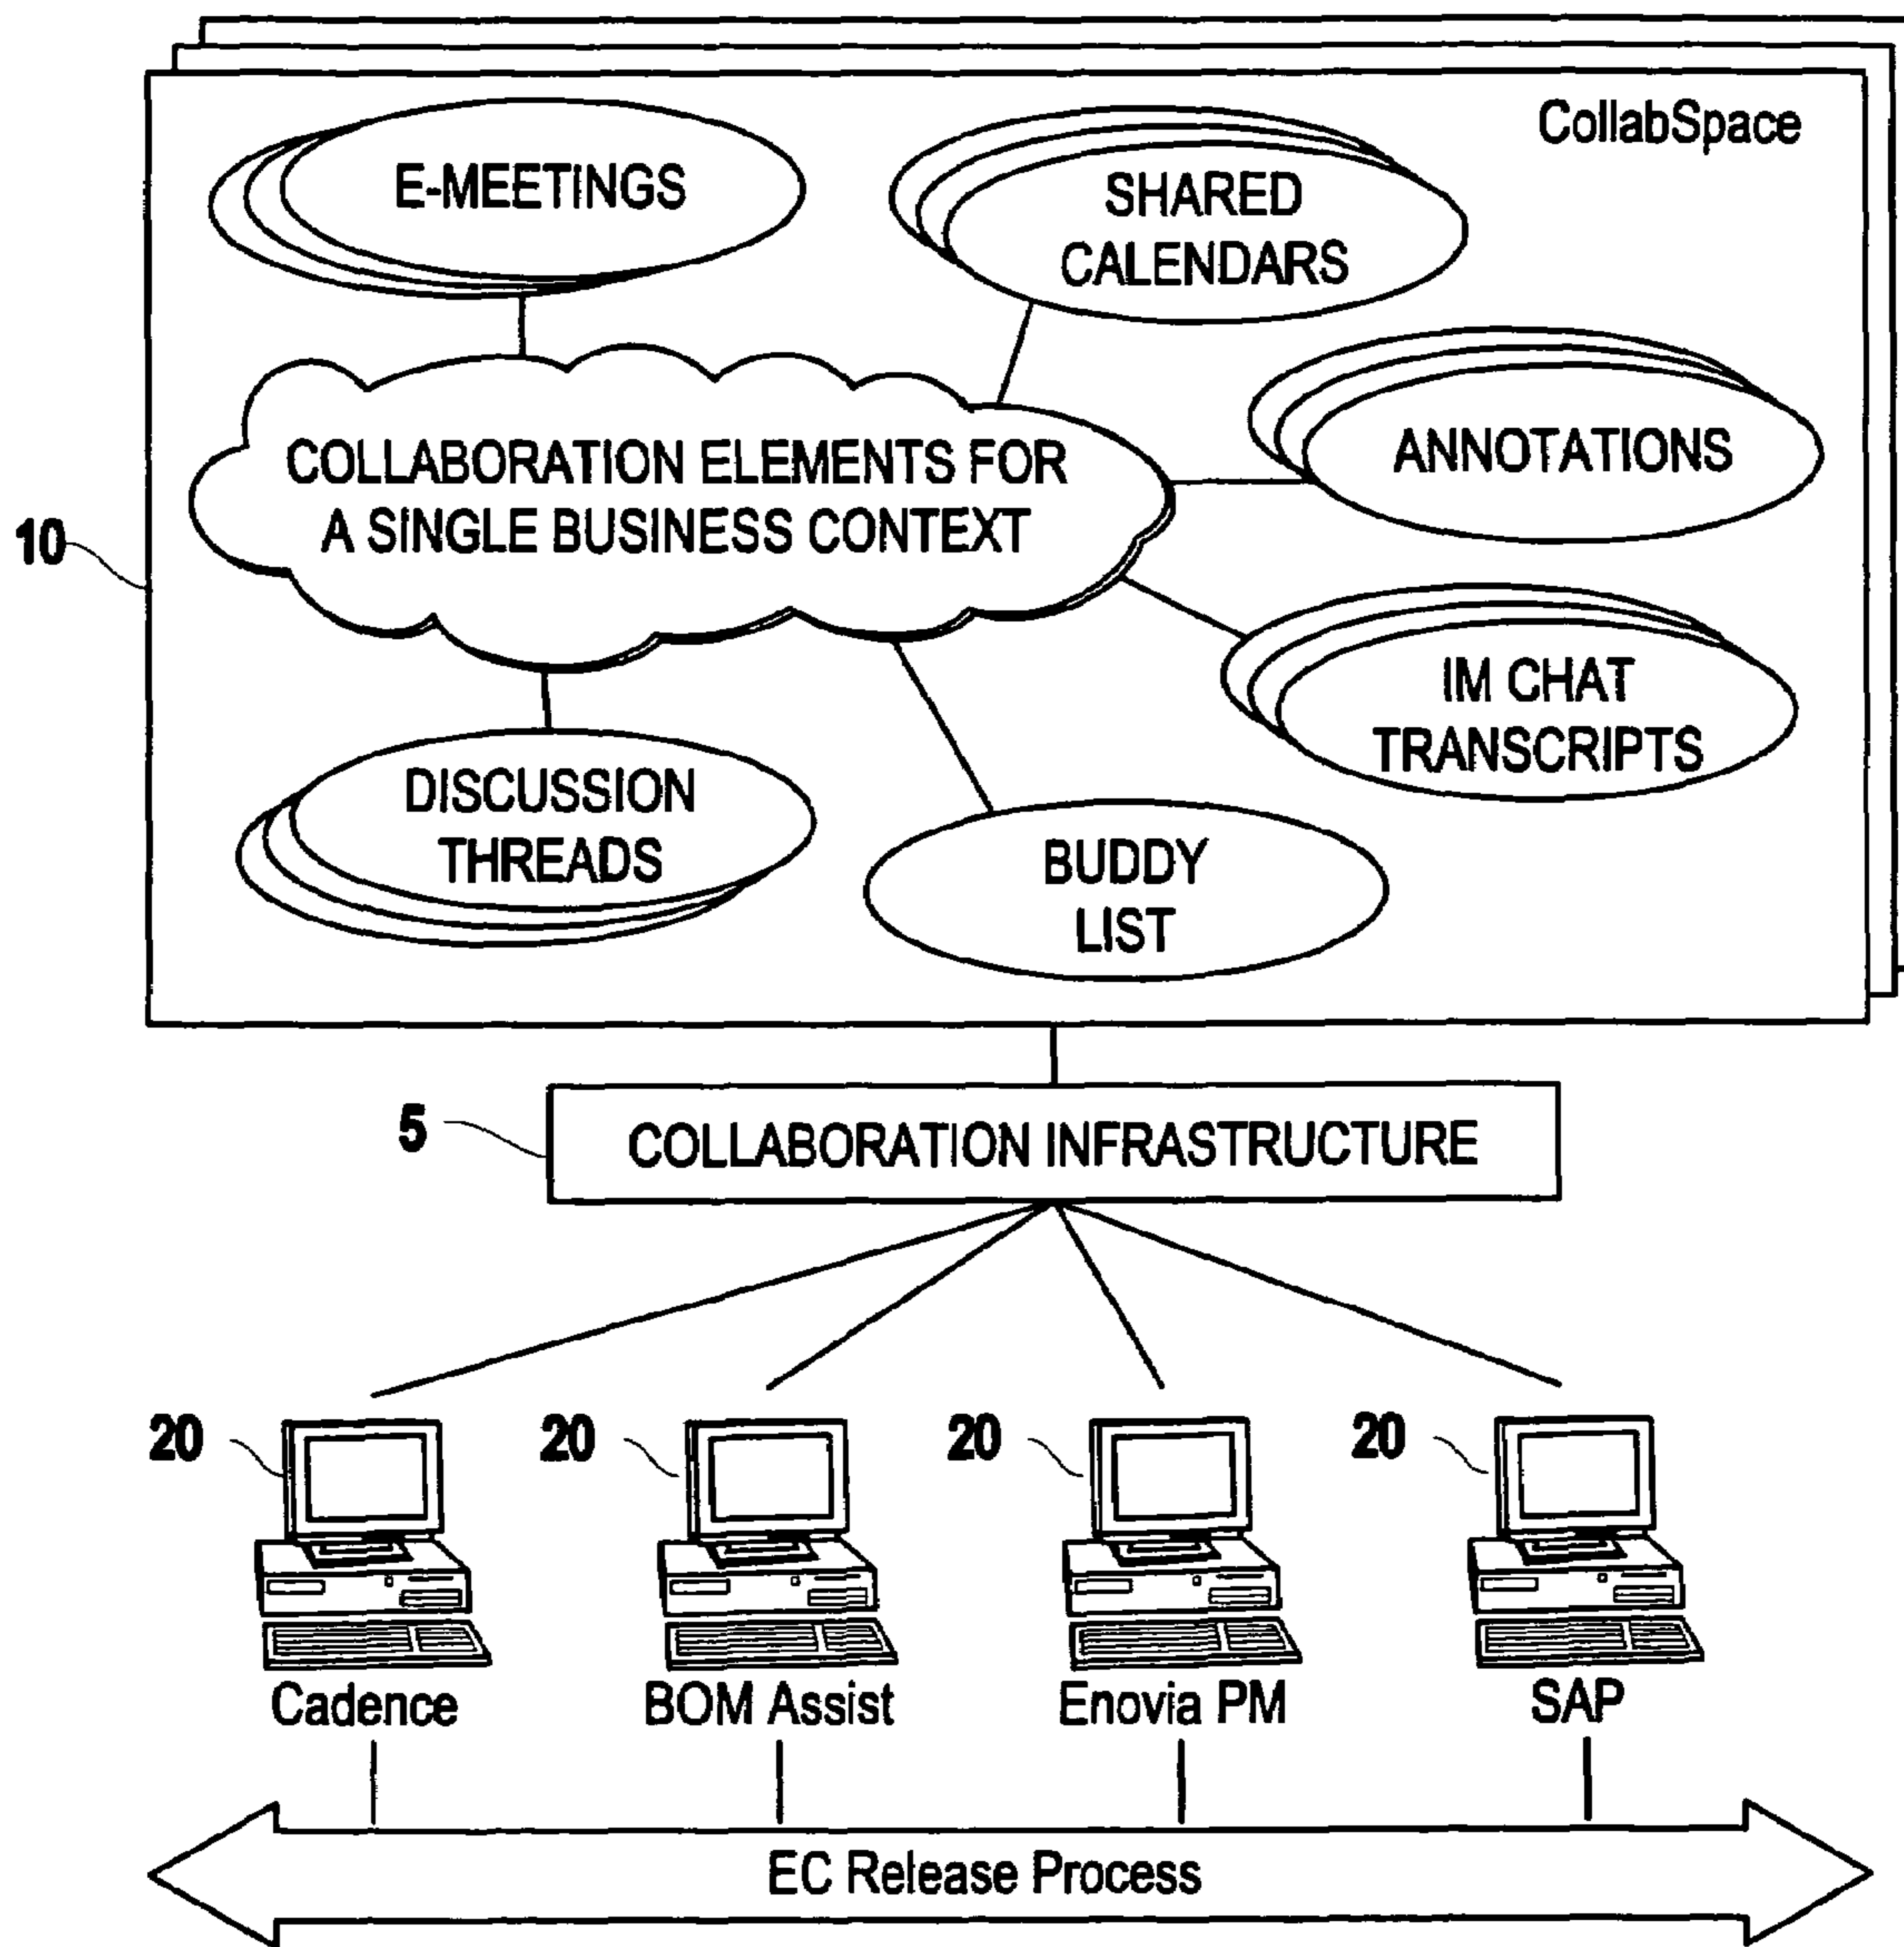 CollabSpace
E-MEETINGS
SHARED
CALENDARS
COLLABORATION ELEMENTS FOR
A SINGLE BUSINESS CONTEXT
ANNOTATIONS
10
IM CHAT
TRANSCRIPTS
DISCUSSION
THREADS
BUDDY
LIST
5
COLLABORATION INFRASTRUCTURE
20
20
20
20
Cadence
BOM Assist
Enovia PM
SAP
EC Release Process